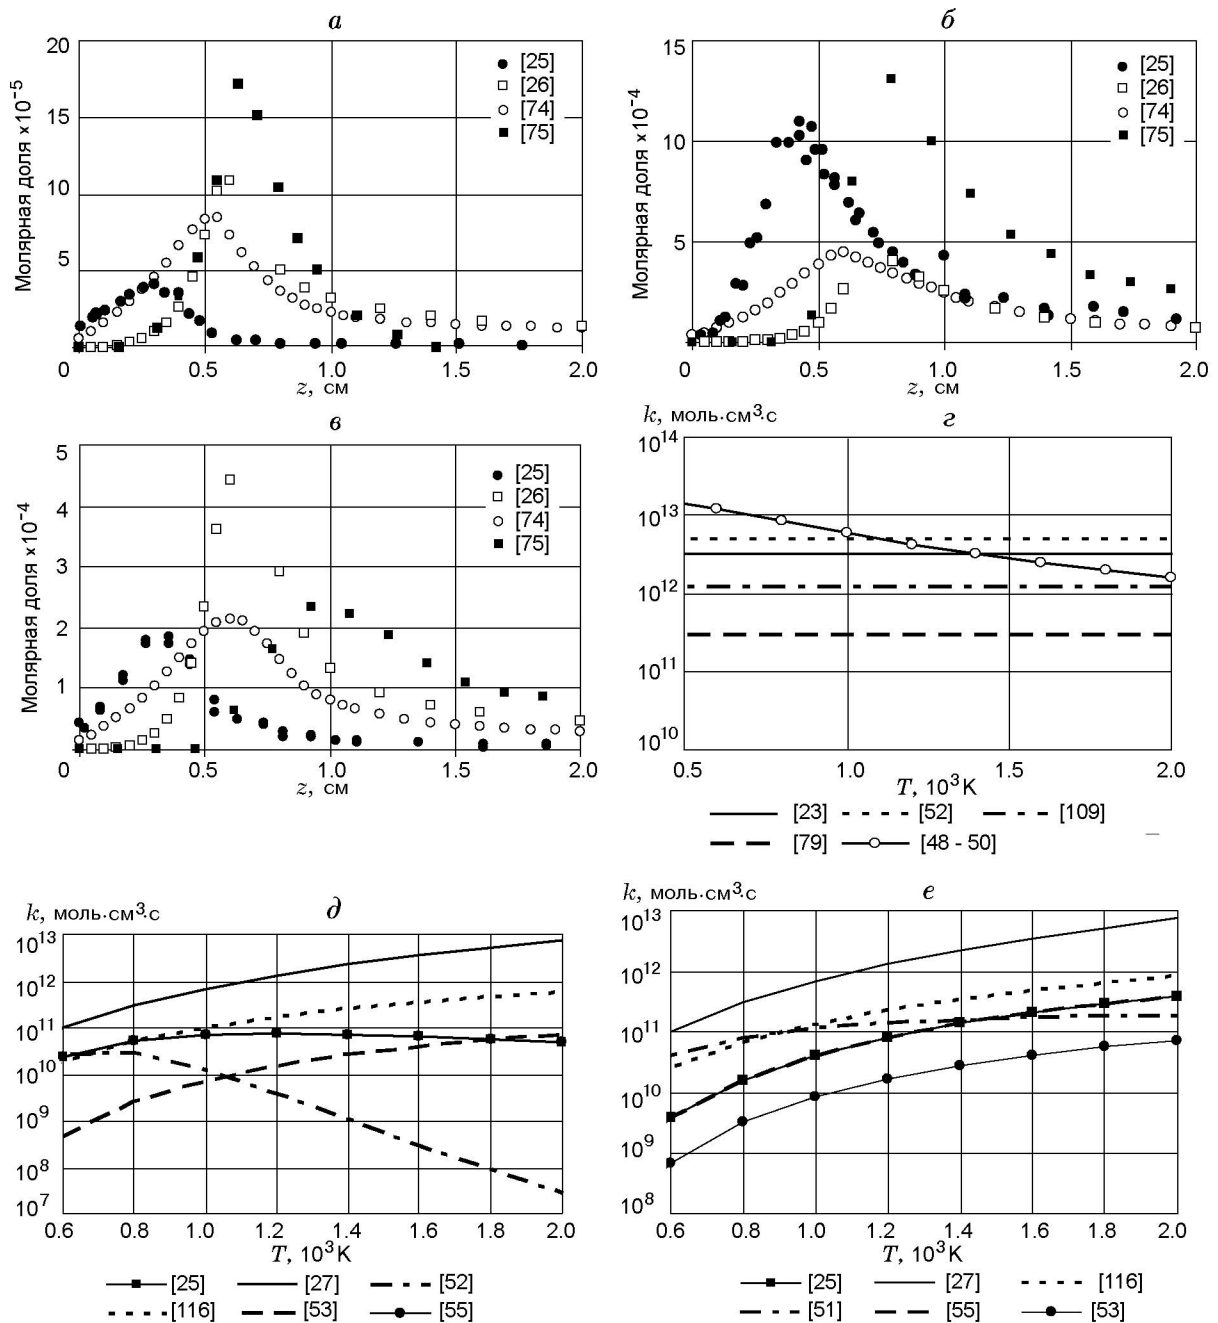 а
20
15
10
5
0
0.5
1.0
1.5
2.0
Молярная доля ×10⁻⁵
z, см
[25]
[26]
[74]
[75]
б
15
10
5
0
0.5
1.0
1.5
2.0
Молярная доля ×10⁻⁴
z, см
[25]
[26]
[74]
[75]
в
5
4
3
2
1
0
0.5
1.0
1.5
2.0
Молярная доля ×10⁻⁴
z, см
[25]
[26]
[74]
[75]
k, моль·см³·с
г
10¹⁴
10¹³
10¹²
10¹¹
10¹⁰
0.5
1.0
1.5
2.0
T, 10³K
[23] [52] [109]
[79] [48 - 50]
k, моль·см³·с
д
10¹³
10¹²
10¹¹
10¹⁰
10⁹
10⁸
10⁷
0.6 0.8 1.0 1.2 1.4 1.6 1.8 2.0
T, 10³K
[25] [27] [52]
[116] [53] [55]
k, моль·см³·с
е
10¹³
10¹²
10¹¹
10¹⁰
10⁹
10⁸
0.6 0.8 1.0 1.2 1.4 1.6 1.8 2.0
T, 10³K
[25] [27] [116]
[51] [55] [53]